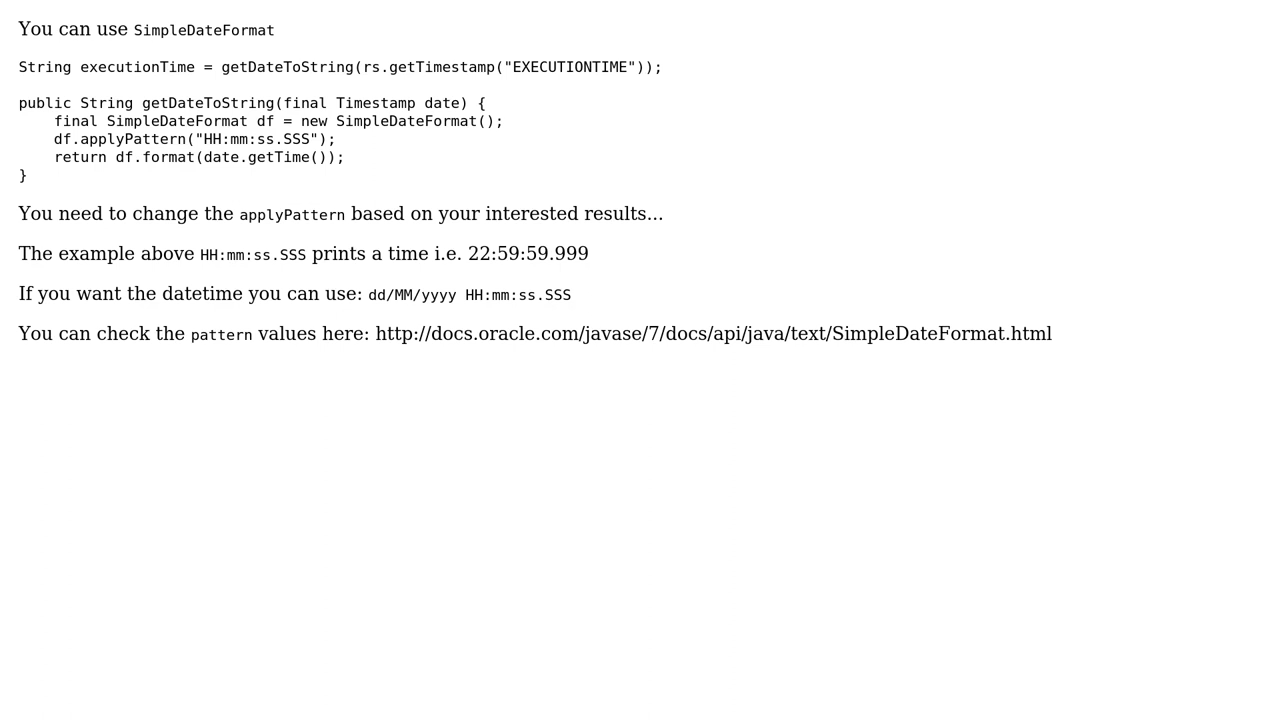 You can use SimpleDateFormat
String executionTime = getDateToString(rs.getTimestamp("EXECUTIONTIME"));
public String getDateToString(final Timestamp date) {
    final SimpleDateFormat df = new SimpleDateFormat();
    df.applyPattern("HH:mm:ss.SSS");
    return df.format(date.getTime());
}
You need to change the applyPattern based on your interested results...
The example above HH:mm:ss.SSS prints a time i.e. 22:59:59.999
If you want the datetime you can use: dd/MM/yyyy HH:mm:ss.SSS
You can check the pattern values here: http://docs.oracle.com/javase/7/docs/api/java/text/SimpleDateFormat.html